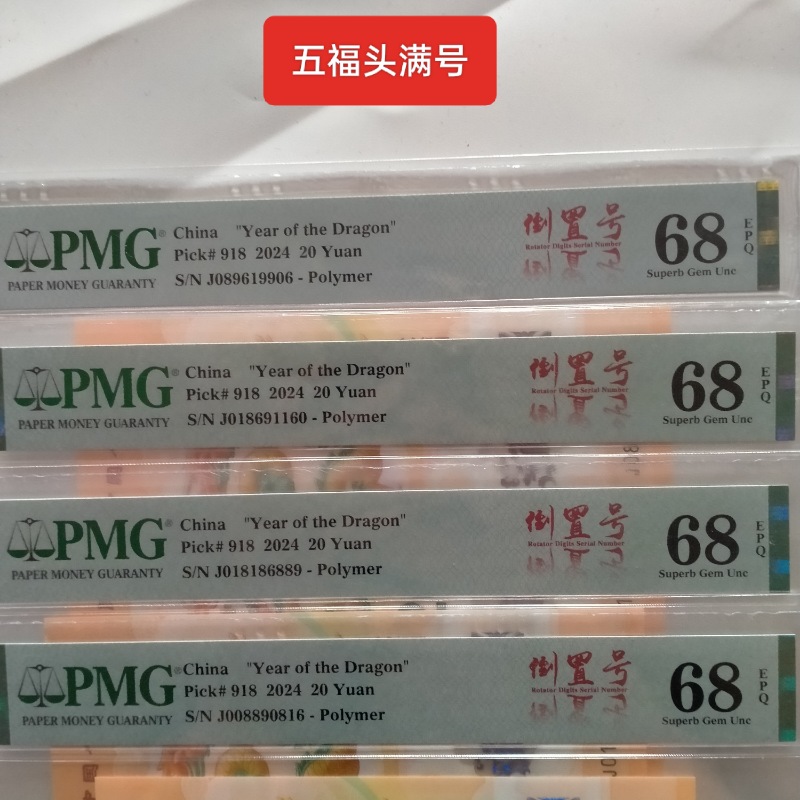 五福头满号
PMG
PAPER MONEY GUARANTY
China "Year of the Dragon"
Pick# 918 2024 20 Yuan
S/N J089619906 - Polymer
倒置号
Rotator Digits Serial Number
68
EPQ
Superb Gem Unc
PMG
PAPER MONEY GUARANTY
China "Year of the Dragon"
Pick# 918 2024 20 Yuan
S/N J018691160 - Polymer
倒置号
Rotator Digits Serial Number
68
EPQ
Superb Gem Unc
PMG
PAPER MONEY GUARANTY
China "Year of the Dragon"
Pick# 918 2024 20 Yuan
S/N J018186889 - Polymer
倒置号
Rotator Digits Serial Number
68
EPQ
Superb Gem Unc
PMG
PAPER MONEY GUARANTY
China "Year of the Dragon"
Pick# 918 2024 20 Yuan
S/N J008890816 - Polymer
倒置号
Rotator Digits Serial Number
68
EPQ
Superb Gem Unc